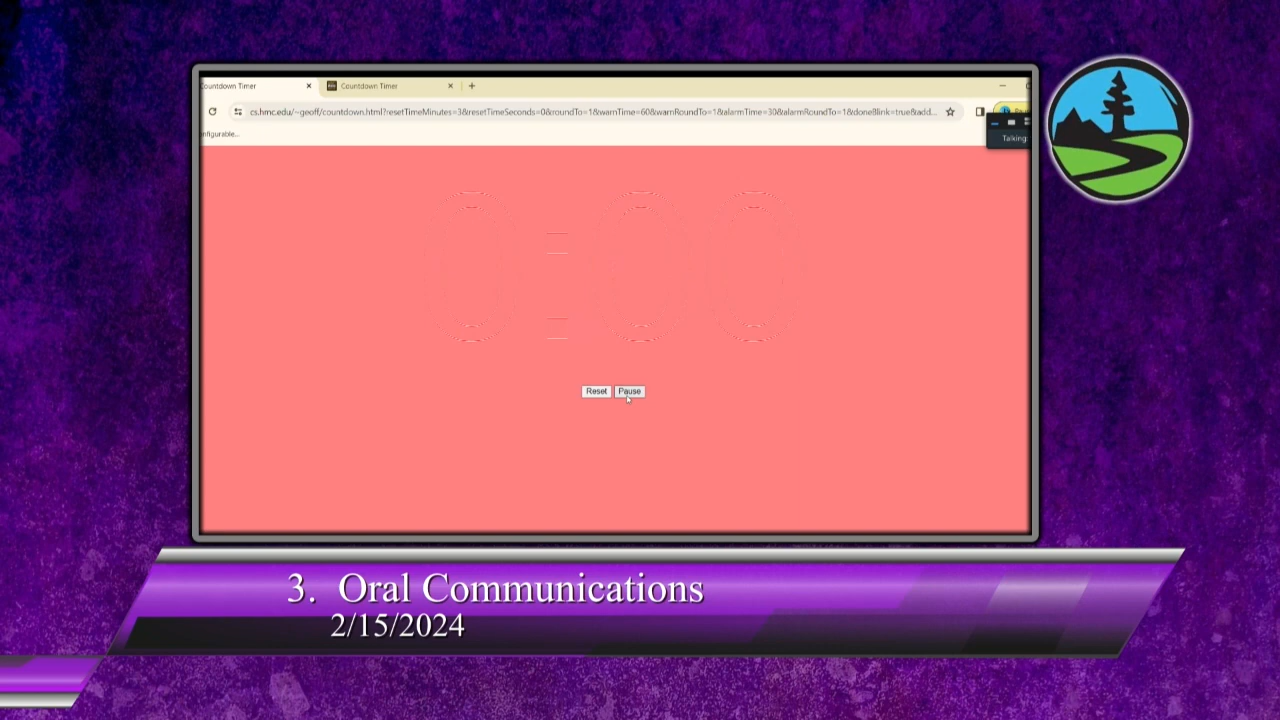 Countdown Timer
Countdown Timer
cs.hmc.edu/~geoff/countdown.html?resetTimeMinutes=3&resetTimeSeconds=0&roundTo=1&warnTime=60&warnRoundTo=1&alarmTime=30&alarmRoundTo=1&doneBlink=true&add...
nfigurable...
Talking:
0:00
Reset Pause
3. Oral Communications
2/15/2024